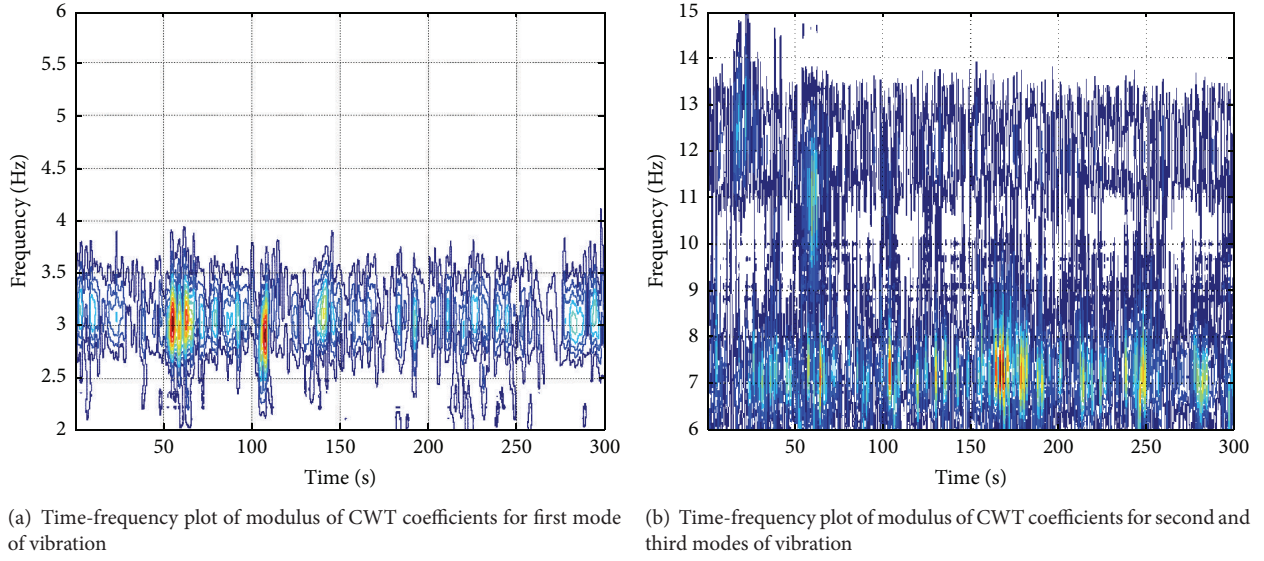 6
5.5
5
4.5
4
3.5
3
2.5
2
Frequency (Hz)
50 100 150 200 250 300
Time (s)
(a) Time-frequency plot of modulus of CWT coefficients for first mode
of vibration
15
14
13
12
11
10
9
8
7
6
Frequency (Hz)
50 100 150 200 250 300
Time (s)
(b) Time-frequency plot of modulus of CWT coefficients for second and
third modes of vibration